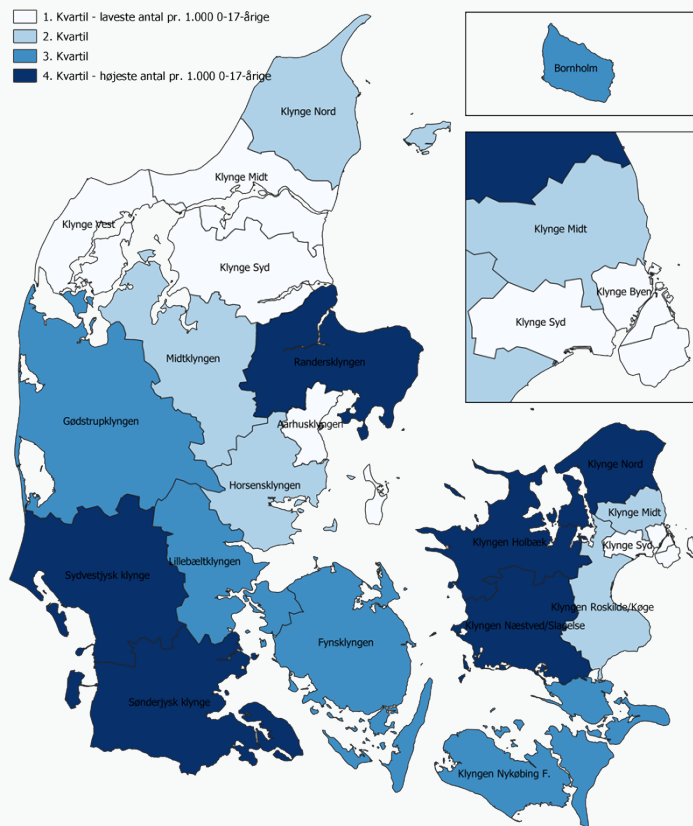 1. Kvartil - laveste antal pr. 1.000 0-17-årige
2. Kvartil
3. Kvartil
4. Kvartil - højeste antal pr. 1.000 0-17-årige
Bornholm
Klynge Nord
Klynge Midt
Klynge Vest
Klynge Syd
Klynge Midt
Klynge Byen
Klynge Syd
Midtklyngen
Randersklyngen
Gødstrupklyngen
Aarhusklyngen
Horsensklyngen
Klynge Nord
Klynge Midt
Klyngen Holbæk
Klynge Syd
Lillebæltklyngen
Sydvestjysk klynge
Klyngen Roskilde/Køge
Klyngen Næstved/Slagelse
Fynsklyngen
Sønderjysk klynge
Klyngen Nykøbing F.